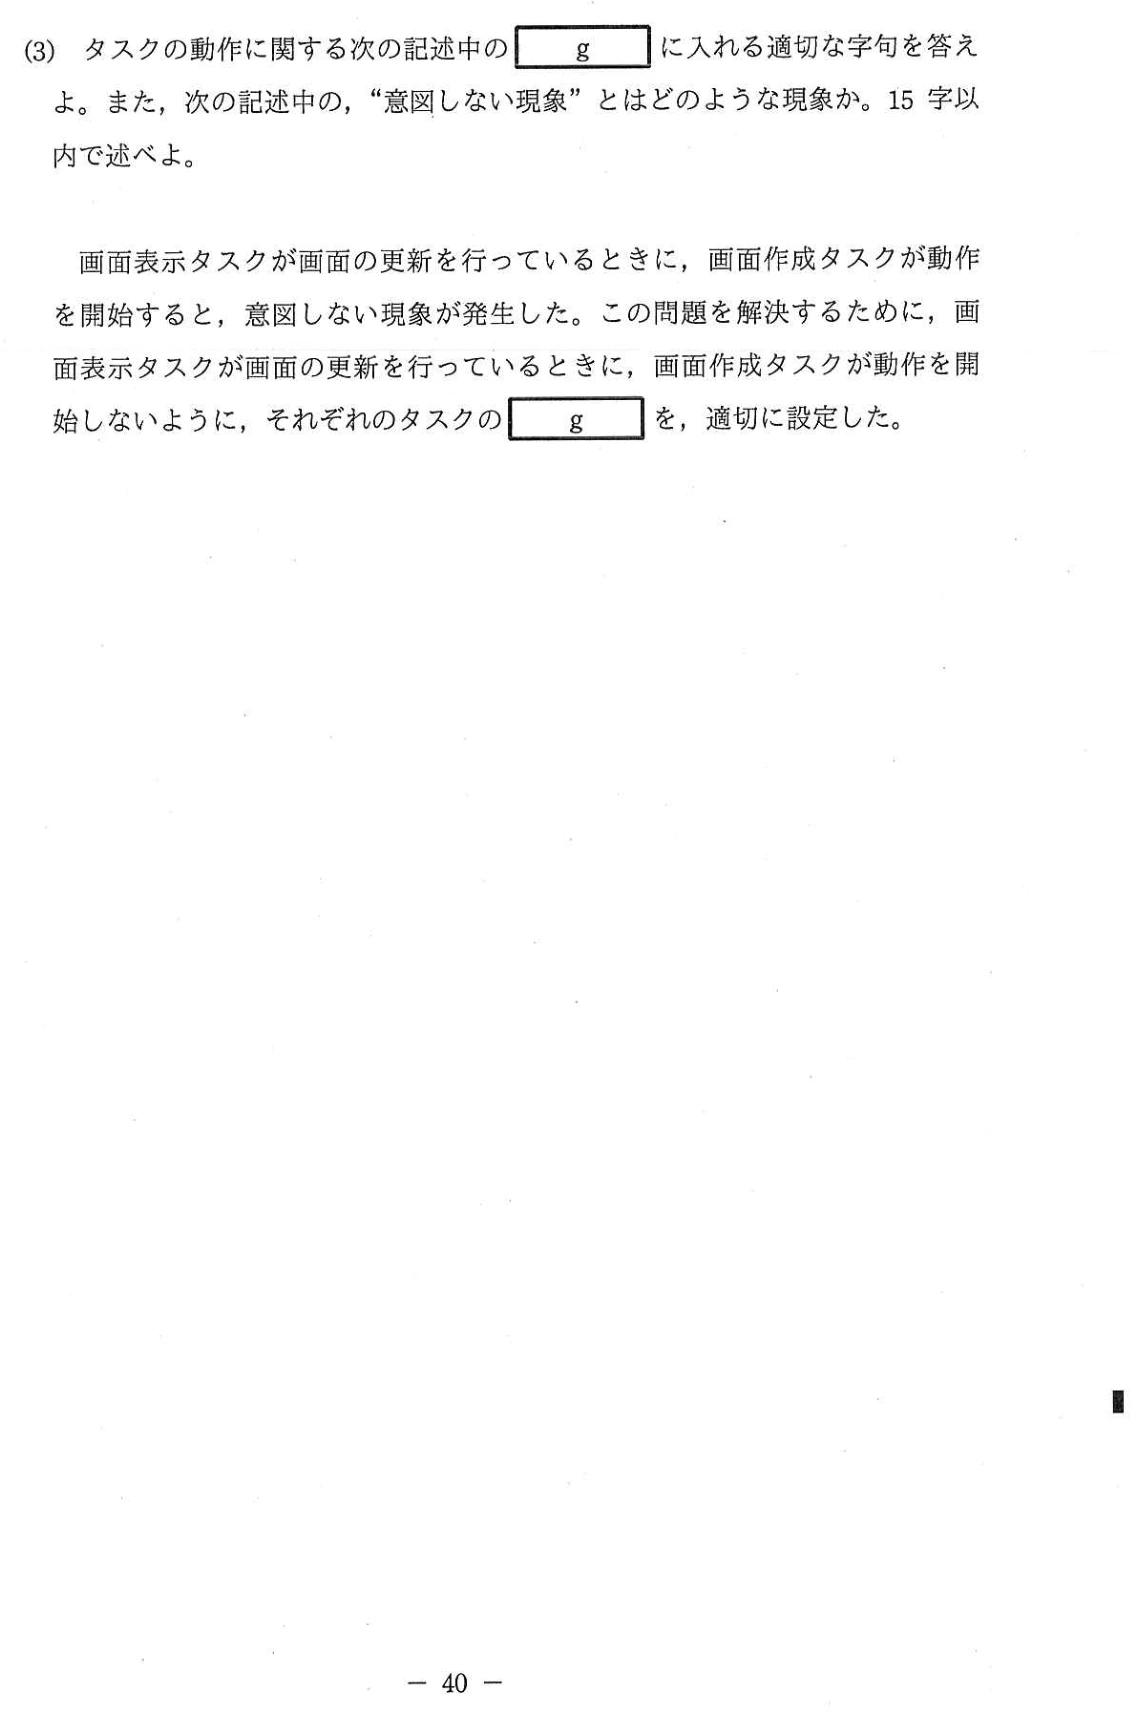 (3) タスクの動作に関する次の記述中の g に入れる適切な字句を答え
よ。また，次の記述中の，“意図しない現象” とはどのような現象か。15 字以
内で述べよ。
画面表示タスクが画面の更新を行っているときに，画面作成タスクが動作
を開始すると，意図しない現象が発生した。この問題を解決するために，画
面表示タスクが画面の更新を行っているときに，画面作成タスクが動作を開
始しないように，それぞれのタスクの g を，適切に設定した。
－ 40 －